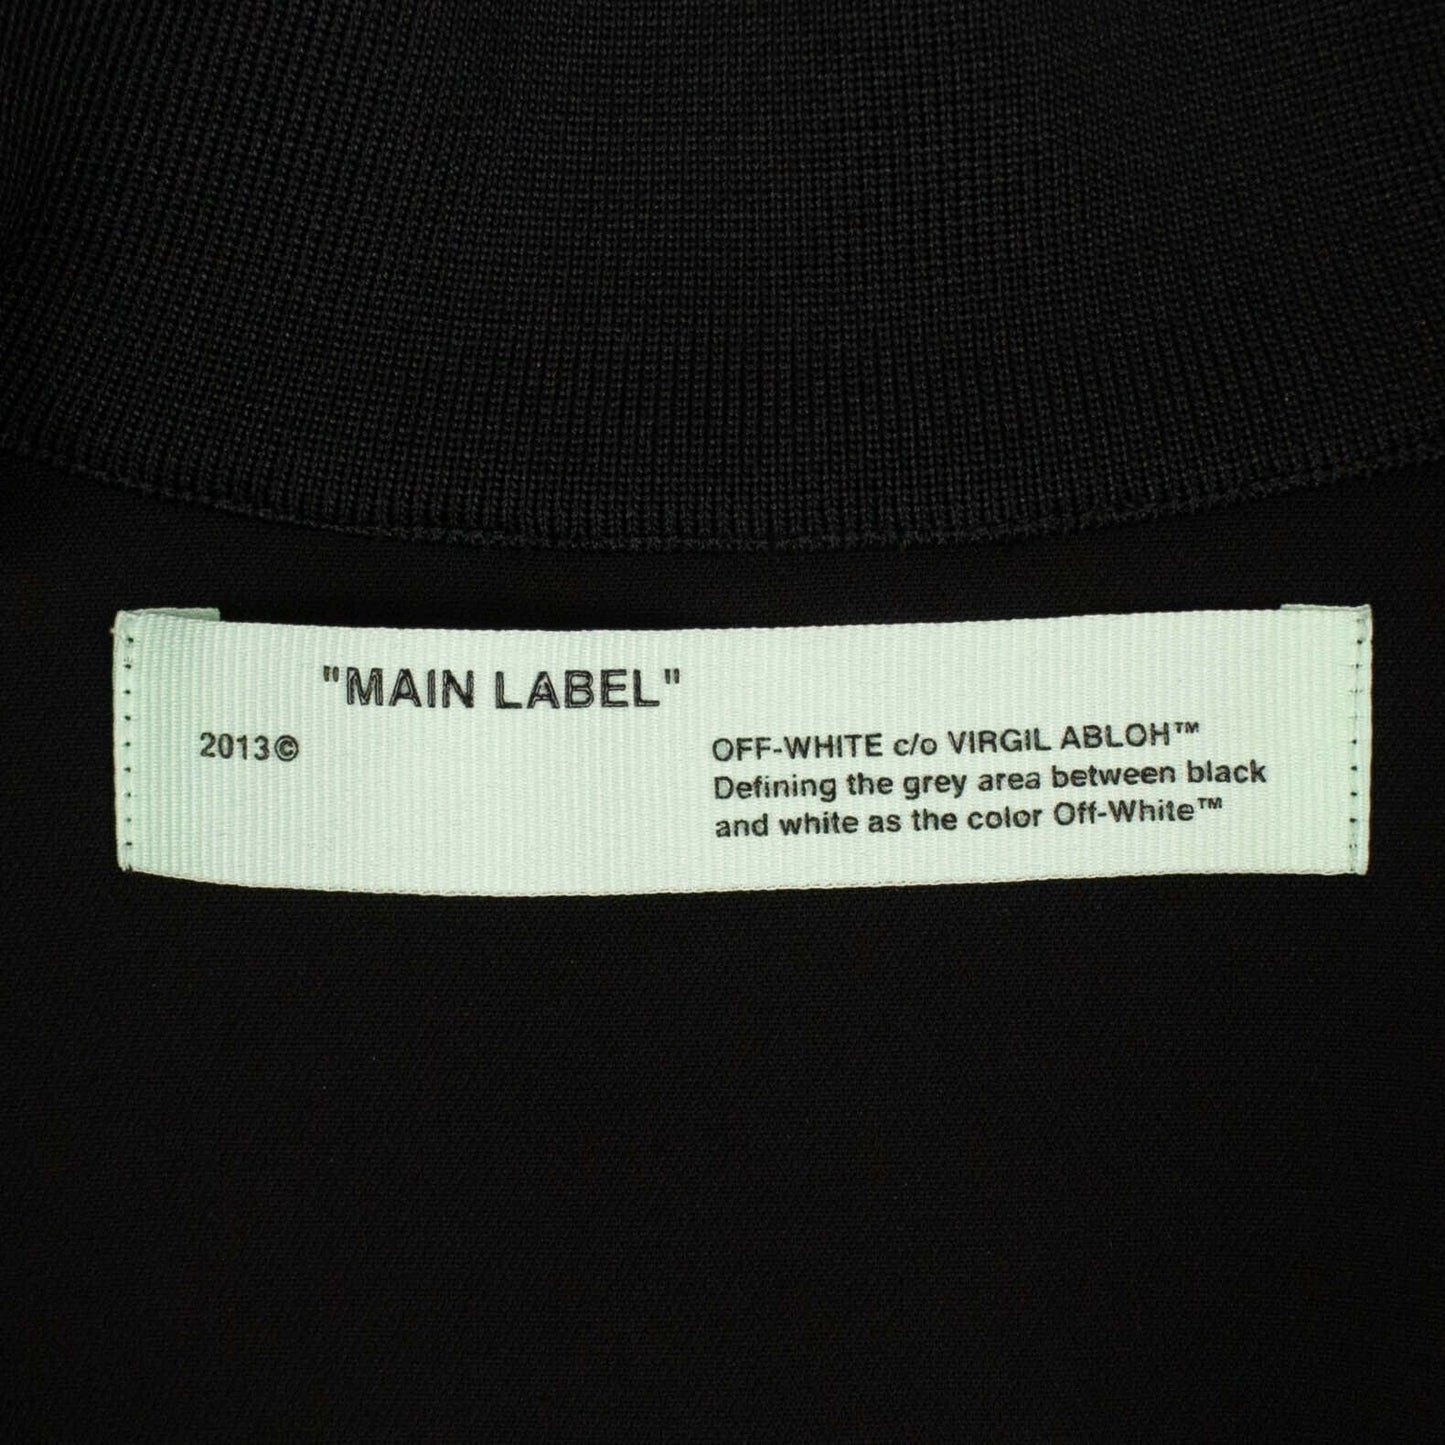 "MAIN LABEL"
2013©
OFF-WHITE c/o VIRGIL ABLOH™
Defining the grey area between black
and white as the color Off-White™